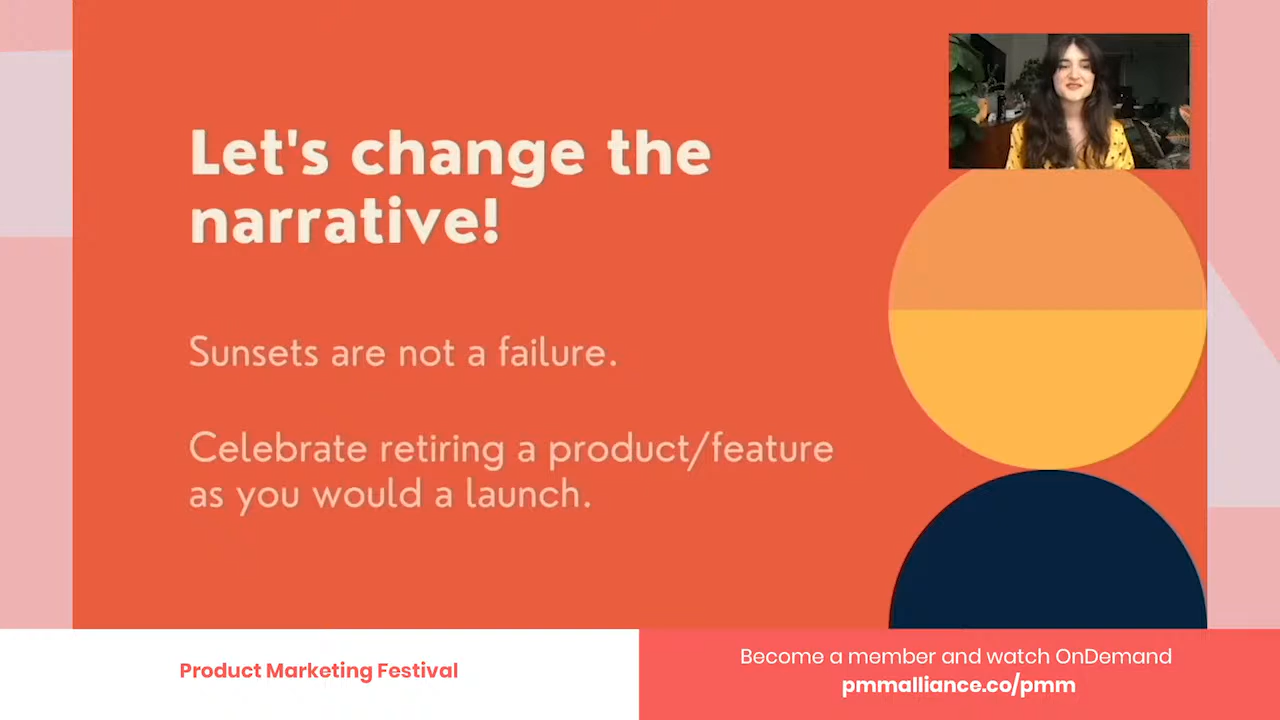 Let's change the
narrative!
Sunsets are not a failure.
Celebrate retiring a product/feature
as you would a launch.
Product Marketing Festival
Become a member and watch OnDemand
pmmalliance.co/pmm